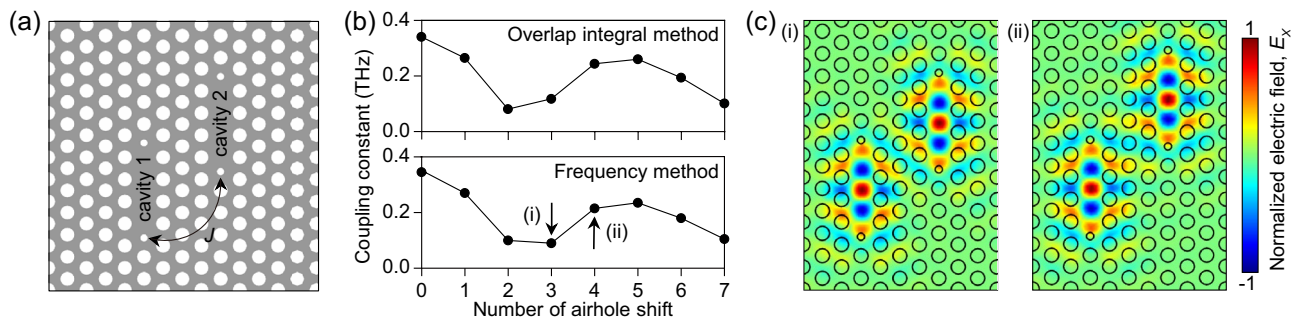 (a)
cavity 1
cavity 2
J
(b)
Coupling constant (THz)
0.4
0.2
0.0
Overlap integral method
0.4
0.2
0.0
Frequency method
(i)
(ii)
0 1 2 3 4 5 6 7
Number of airhole shift
(c)
(i)
(ii)
1
-1
Normalized electric field, Ex